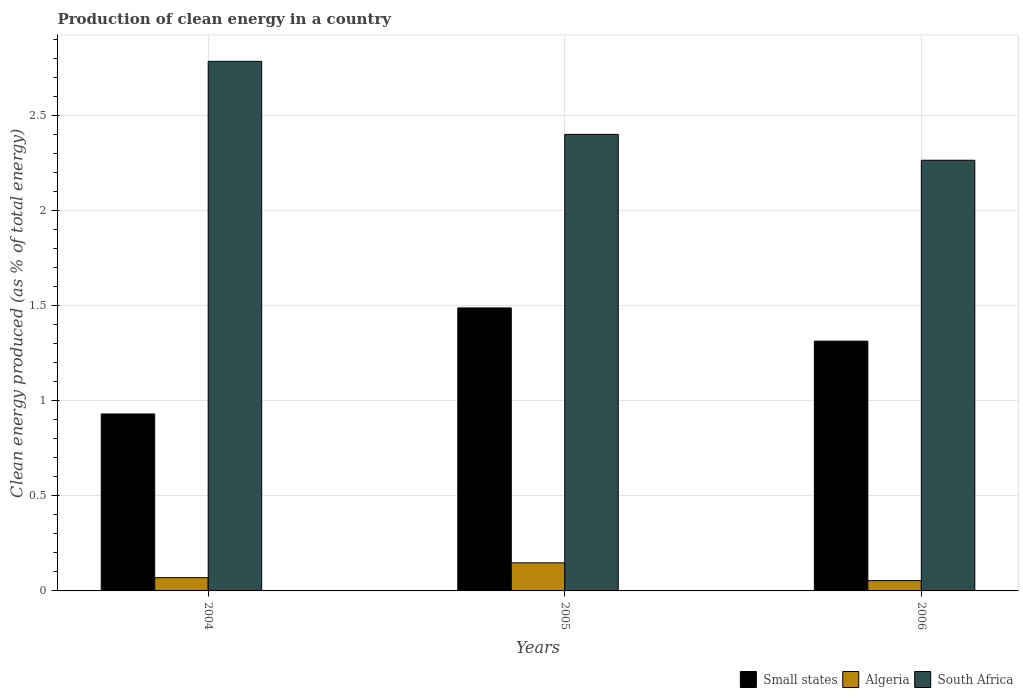 Production of clean energy in a country
Clean energy produced (as % of total energy)
2.5
2
1.5
1
0.5
0
2004
2005
2006
Years
Small states
Algeria
South Africa